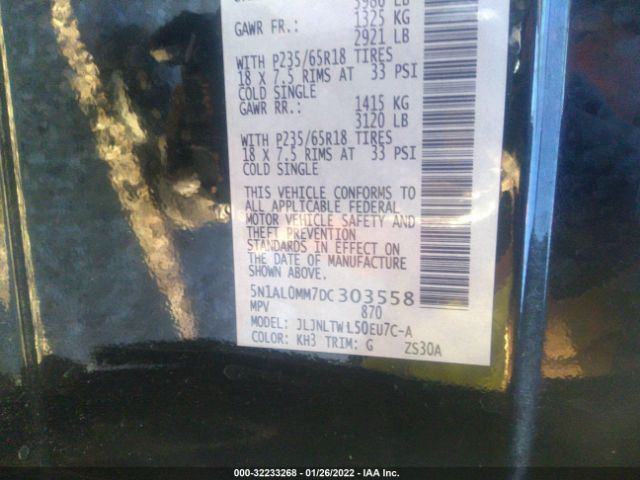 GAWR FR.: 1325 KG
2921 LB
WITH P235/65R18 TIRES
18 X 7.5 RIMS AT 33 PSI
COLD SINGLE
GAWR RR.: 1415 KG
3120 LB
WITH P235/65R18 TIRES
18 X 7.5 RIMS AT 33 PSI
COLD SINGLE
THIS VEHICLE CONFORMS TO
ALL APPLICABLE FEDERAL
MOTOR VEHICLE SAFETY AND
THEFT PREVENTION
STANDARDS IN EFFECT ON
THE DATE OF MANUFACTURE
SHOWN ABOVE.
5N1AL0MM7DC303558
MPV 870
MODEL: JLJNLTWL50EU7C-A
COLOR: KH3 TRIM: G ZS30A
000-32233268 - 01/26/2022 - IAA Inc.